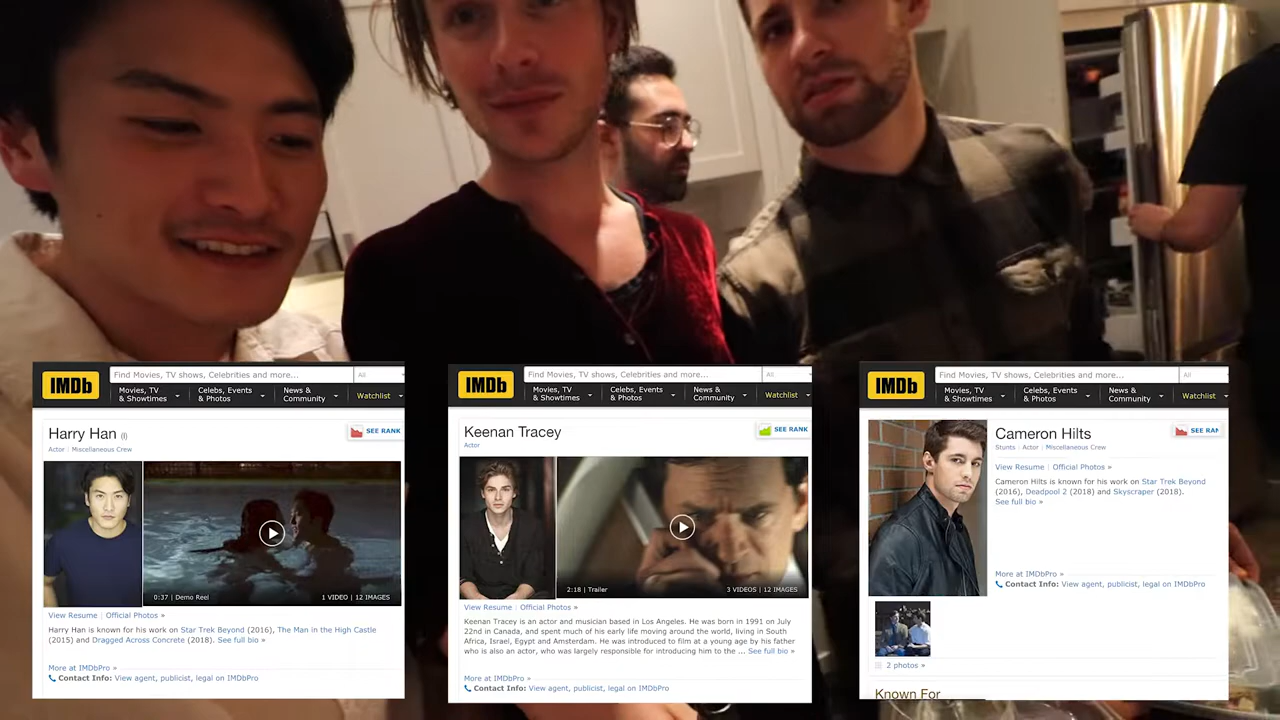 IMDb
Find Movies, TV shows, Celebrities and more...
All
Movies, TV
& Showtimes
Celebs, Events
& Photos
News &
Community
Watchlist
Harry Han (I)
SEE RANK
Actor | Miscellaneous Crew
0:37 | Demo Reel
1 VIDEO | 12 IMAGES
View Resume | Official Photos »
Harry Han is known for his work on Star Trek Beyond (2016), The Man in the High Castle
(2015) and Dragged Across Concrete (2018). See full bio »
More at IMDbPro »
Contact Info: View agent, publicist, legal on IMDbPro
IMDb
Find Movies, TV shows, Celebrities and more...
All
Movies, TV
& Showtimes
Celebs, Events
& Photos
News &
Community
Watchlist
Keenan Tracey
SEE RANK
Actor
2:18 | Trailer
3 VIDEOS | 12 IMAGES
View Resume | Official Photos »
Keenan Tracey is an actor and musician based in Los Angeles. He was born in 1991 on July
22nd in Canada, and spent much of his early life moving around the world, living in South
Africa, Israel, Egypt and Amsterdam. He was introduced to film at a young age by his father
who is also an actor, who was largely responsible for introducing him to the ... See full bio »
More at IMDbPro »
Contact Info: View agent, publicist, legal on IMDbPro
IMDb
Find Movies, TV shows, Celebrities and more...
All
Movies, TV
& Showtimes
Celebs, Events
& Photos
News &
Community
Watchlist
Cameron Hilts
SEE RAN
Stunts | Actor | Miscellaneous Crew
View Resume | Official Photos »
Cameron Hilts is known for his work on Star Trek Beyond
(2016), Deadpool 2 (2018) and Skyscraper (2018).
See full bio »
More at IMDbPro »
Contact Info: View agent, publicist, legal on IMDbPro
2 photos »
Known For